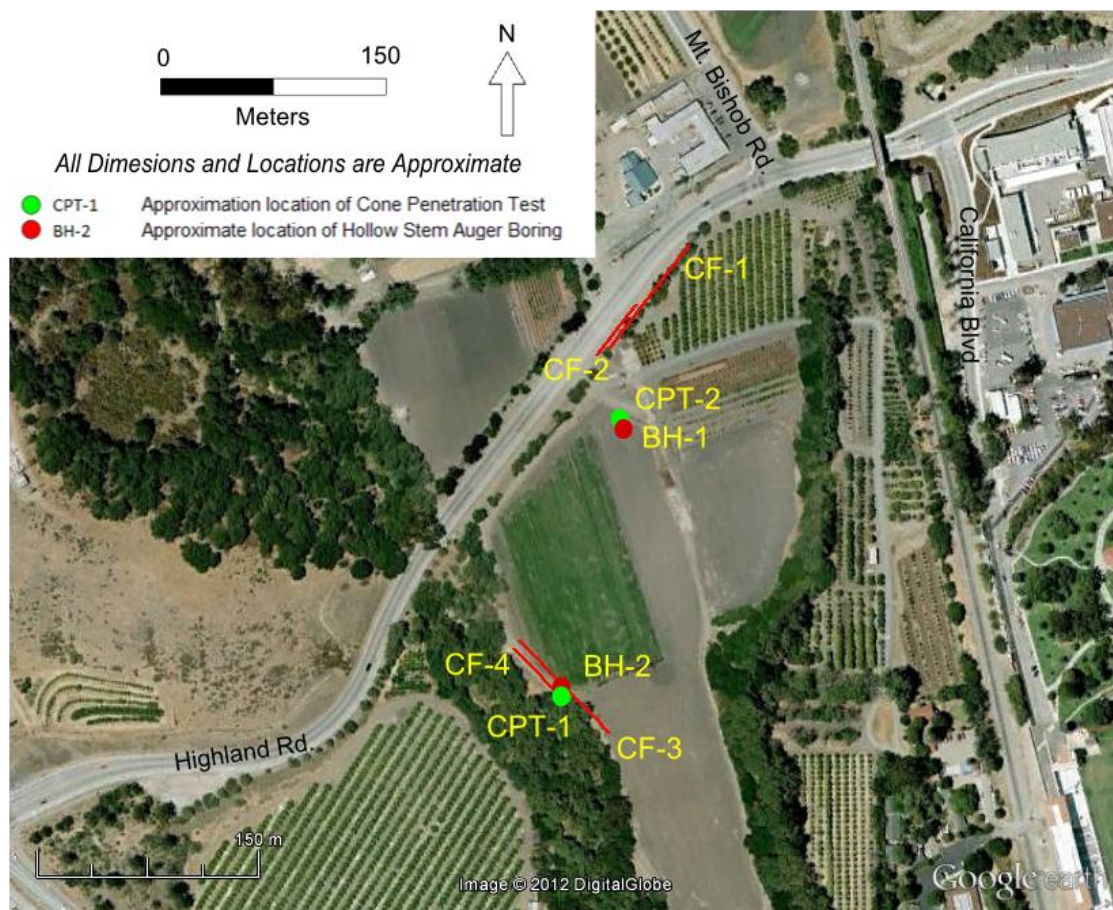 0 150
Meters
N
All Dimesions and Locations are Approximate
CPT-1 Approximation location of Cone Penetration Test
BH-2 Approximate location of Hollow Stem Auger Boring
Mt. Bishob Rd.
California Blvd
CF-1
CF-2
CPT-2
BH-1
CF-4
BH-2
CPT-1
CF-3
Highland Rd.
150 m
Image © 2012 DigitalGlobe
Google earth